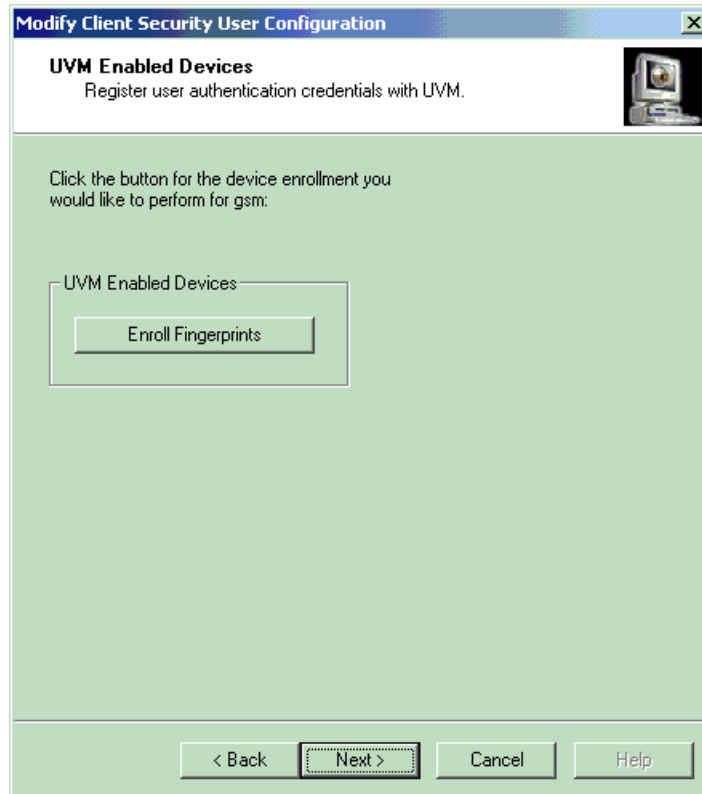 Modify Client Security User Configuration
UVM Enabled Devices
Register user authentication credentials with UVM.
Click the button for the device enrollment you
would like to perform for gsm:
UVM Enabled Devices
Enroll Fingerprints
< Back
Next >
Cancel
Help